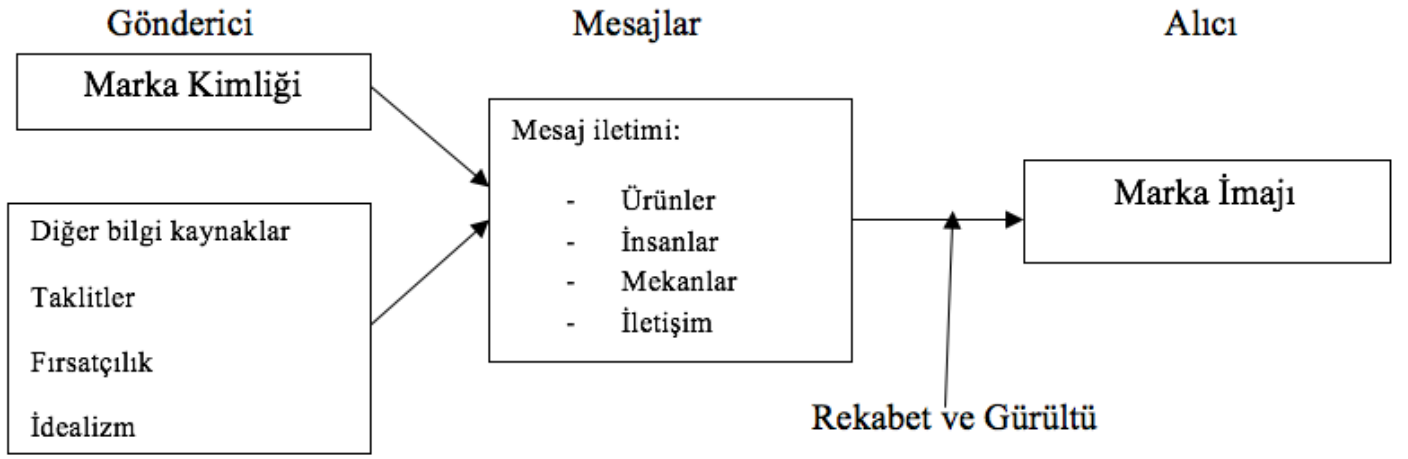 Gönderici
Mesajlar
Alıcı
Marka Kimliği
Diğer bilgi kaynaklar
Taklitler
Fırsatçılık
İdealizm
Mesaj iletimi:
- Ürünler
- İnsanlar
- Mekanlar
- İletişim
Marka İmajı
Rekabet ve Gürültü